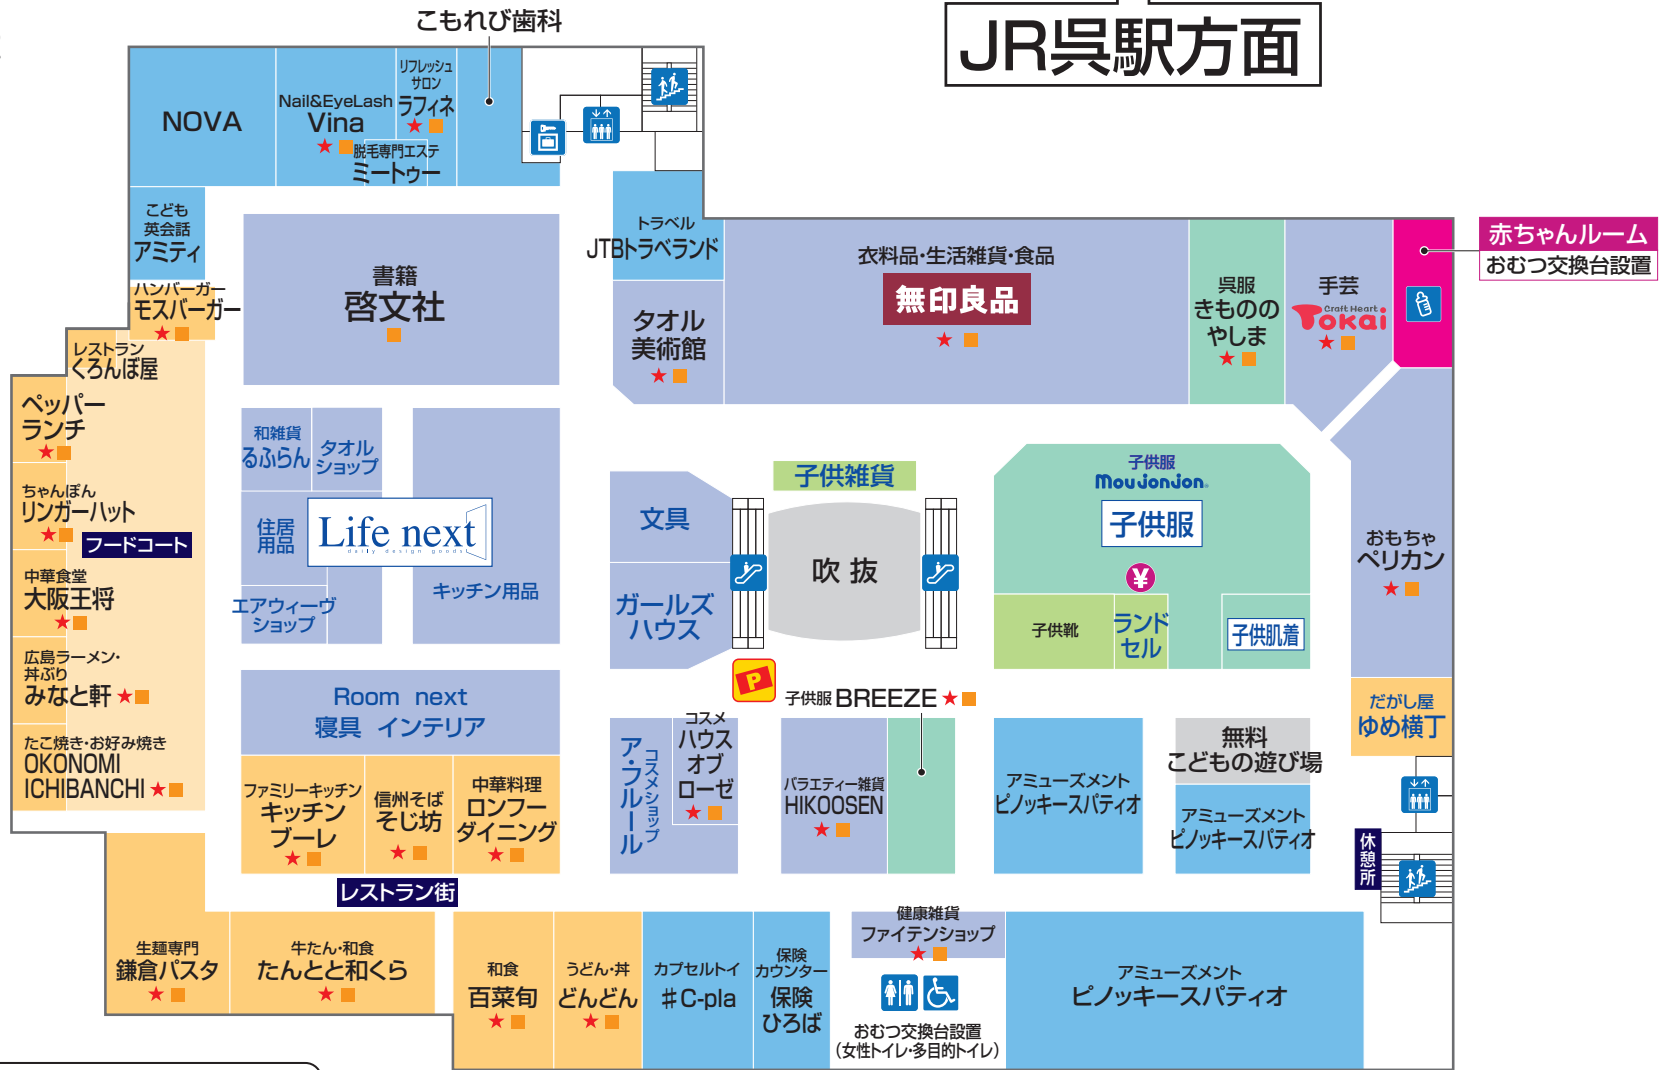 こもれび歯科
JR呉駅方面
NOVA
Nail&EyeLash
Vina
リフレッシュ
サロン
ラフィネ
脱毛専門エステ
ミートゥー
こども
英会話
アミティ
ハンバーガー
モスバーガー
書籍
啓文社
トラベル
JTBトラベランド
タオル
美術館
衣料品・生活雑貨・食品
無印良品
呉服
きものの
やしま
手芸
Craft Heart
Tokai
赤ちゃんルーム
おむつ交換台設置
レストラン
くろんぼ屋
ペッパー
ランチ
ちゃんぽん
リンガーハット
フードコート
中華食堂
大阪王将
広島ラーメン・
丼ぶり
みなと軒
たこ焼き・お好み焼き
OKONOMI
ICHIBANCHI
和雑貨
るふらん
タオル
ショップ
住居
用品
Life next
daily design goods
エアウィーヴ
ショップ
キッチン用品
文具
ガールズ
ハウス
子供雑貨
吹抜
子供服
Moujonjon
子供服
¥
子供靴
ランド
セル
子供肌着
おもちゃ
ペリカン
だがし屋
ゆめ横丁
Room next
寝具 インテリア
P
子供服 BREEZE
ファミリーキッチン
キッチン
ブーレ
信州そば
そじ坊
中華料理
ロンフー
ダイニング
コスメショップ
ア・フルール
コスメ
ハウス
オブ
ローゼ
バラエティー雑貨
HIKOOSEN
アミューズメント
ピノッキースパティオ
無料
こどもの遊び場
アミューズメント
ピノッキースパティオ
休憩所
レストラン街
生麺専門
鎌倉パスタ
牛たん・和食
たんとと和くら
和食
百菜旬
うどん・丼
どんどん
カプセルトイ
#C-pla
保険
カウンター
保険
ひろば
健康雑貨
ファイテンショップ
おむつ交換台設置
(女性トイレ・多目的トイレ)
アミューズメント
ピノッキースパティオ